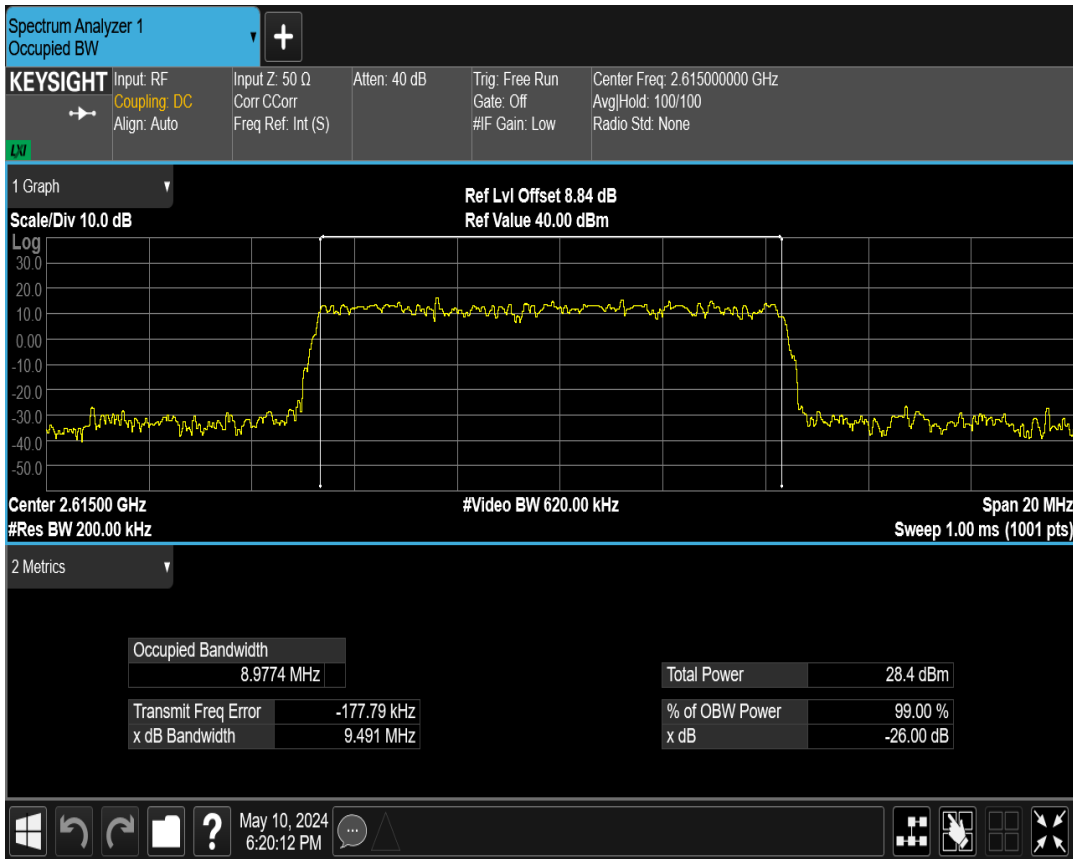 Spectrum Analyzer 1
Occupied BW
+
KEYSIGHT
LXI
Input: RF
Coupling: DC
Align: Auto
Input Z: 50 Ω
Corr CCorr
Freq Ref: Int (S)
Atten: 40 dB
Trig: Free Run
Gate: Off
#IF Gain: Low
Center Freq: 2.615000000 GHz
Avg|Hold: 100/100
Radio Std: None
1 Graph
Ref Lvl Offset 8.84 dB
Scale/Div 10.0 dB
Ref Value 40.00 dBm
Log
30.0
20.0
10.0
0.00
-10.0
-20.0
-30.0
-40.0
-50.0
Center 2.61500 GHz
#Video BW 620.00 kHz
Span 20 MHz
#Res BW 200.00 kHz
Sweep 1.00 ms (1001 pts)
2 Metrics
Occupied Bandwidth
8.9774 MHz
Total Power 28.4 dBm
Transmit Freq Error -177.79 kHz
% of OBW Power 99.00 %
x dB Bandwidth 9.491 MHz
x dB -26.00 dB
?
May 10, 2024
6:20:12 PM